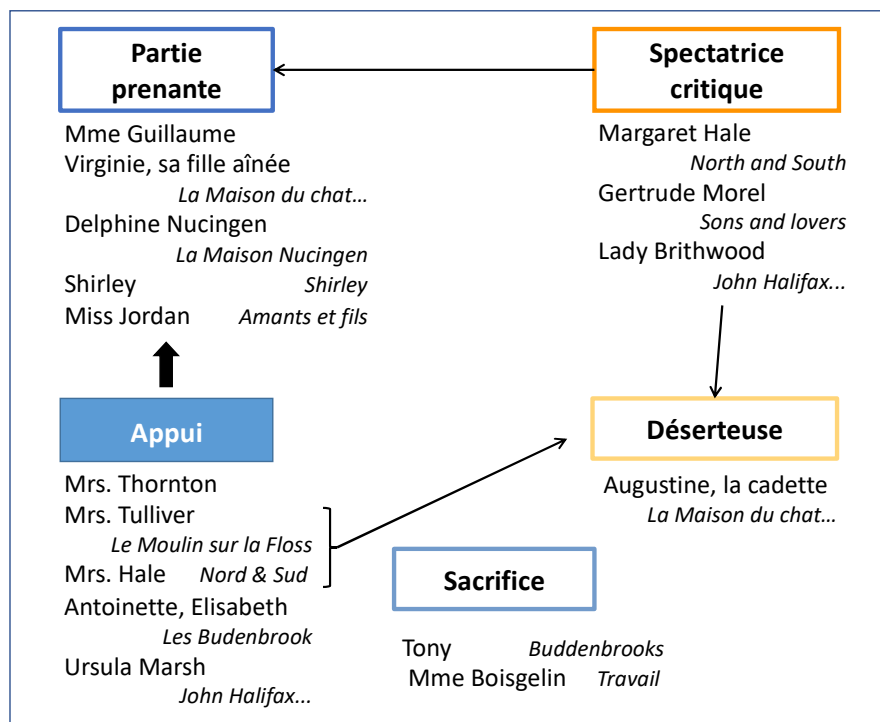 Partie
prenante
Mme Guillaume
Virginie, sa fille aînée
La Maison du chat...
Delphine Nucingen
La Maison Nucingen
Shirley Shirley
Miss Jordan Amants et fils
Spectatrice
critique
Margaret Hale
North and South
Gertrude Morel
Sons and lovers
Lady Brithwood
John Halifax...
Appui
Mrs. Thornton
Mrs. Tulliver
Le Moulin sur la Floss
Mrs. Hale Nord & Sud
Antoinette, Elisabeth
Les Budenbrook
Ursula Marsh
John Halifax...
Déserteuse
Augustine, la cadette
La Maison du chat...
Sacrifice
Tony Buddenbrooks
Mme Boisgelin Travail